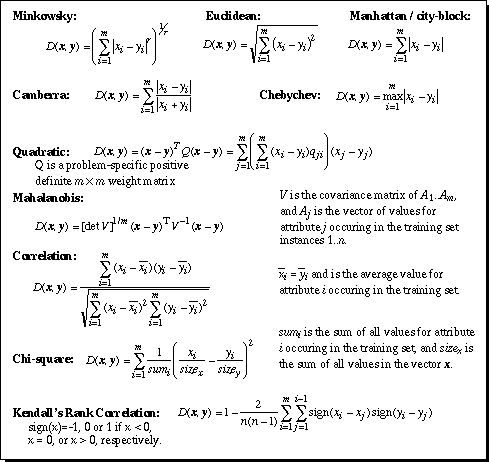 Minkowsky: Euclidean: Manhattan / city-block:
D(x, y) = (∑_{i=1}^{m} |x_i − y_i|^r)^{1/r} D(x, y) = √(∑_{i=1}^{m} (x_i − y_i)^2) D(x, y) = ∑_{i=1}^{m} |x_i − y_i|
Camberra: D(x, y) = ∑_{i=1}^{m} |x_i − y_i| / |x_i + y_i| Chebychev: D(x, y) = max_{i=1}^{m} |x_i − y_i|
Quadratic: D(x, y) = (x − y)^T Q(x − y) = ∑_{j=1}^{m} (∑_{i=1}^{m} (x_i − y_i)q_{ji}) (x_j − y_j)
Q is a problem-specific positive
definite m × m weight matrix
Mahalanobis:
D(x, y) = [det V]^{1/m} (x − y)^T V^{−1} (x − y)
V is the covariance matrix of A_1..A_m,
and A_j is the vector of values for
attribute j occuring in the training set
instances 1..n.
Correlation:
D(x, y) = ∑_{i=1}^{m} (x_i − x̄_i)(y_i − ȳ_i) / √(∑_{i=1}^{m} (x_i − x̄_i)^2 ∑_{i=1}^{m} (y_i − ȳ_i)^2)
x̄_i = ȳ_i and is the average value for
attribute i occuring in the training set.
Chi-square: D(x, y) = ∑_{i=1}^{m} 1/sum_i (x_i/size_x − y_i/size_y)^2
sum_i is the sum of all values for attribute
i occuring in the training set, and size_x is
the sum of all values in the vector x.
Kendall's Rank Correlation: D(x, y) = 1 − 2/(n(n−1)) ∑_{i=1}^{m} ∑_{j=1}^{i−1} sign(x_i − x_j) sign(y_i − y_j)
sign(x)=-1, 0 or 1 if x < 0,
x = 0, or x > 0, respectively.